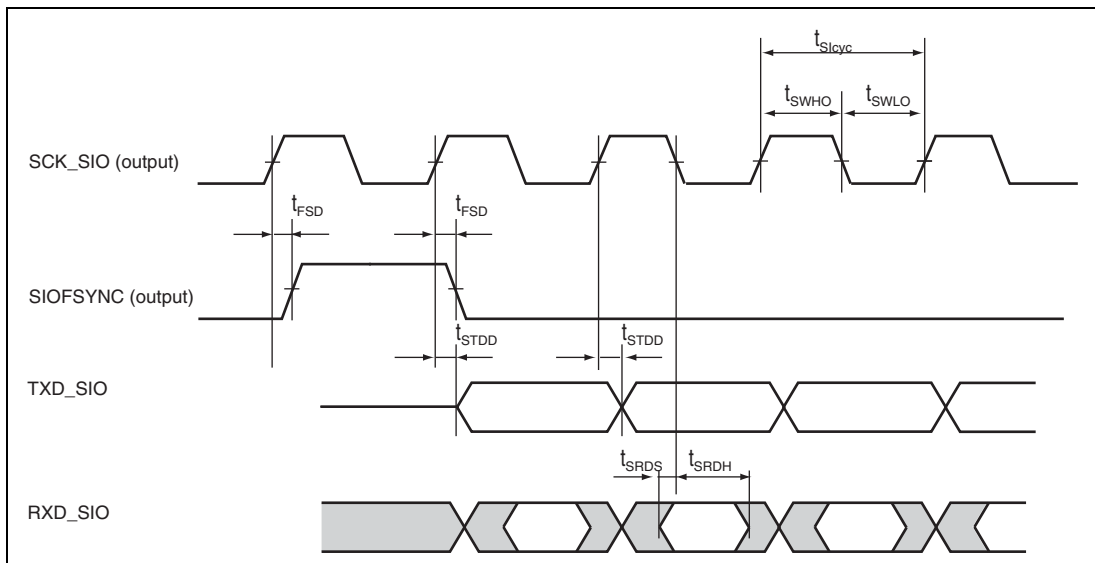 tSIcyc
tSWHO
tSWLO
SCK_SIO (output)
tFSD
tFSD
SIOFSYNC (output)
tSTDD
tSTDD
TXD_SIO
tSRDS
tSRDH
RXD_SIO